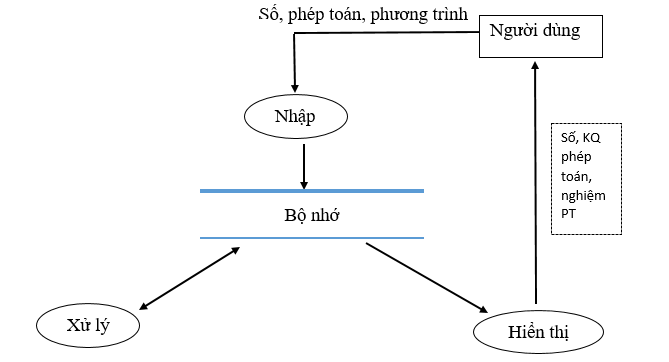 Số, phép toán, phương trình
Người dùng
Nhập
Số, KQ
phép
toán,
nghiệm
PT
Bộ nhớ
Xử lý
Hiển thị